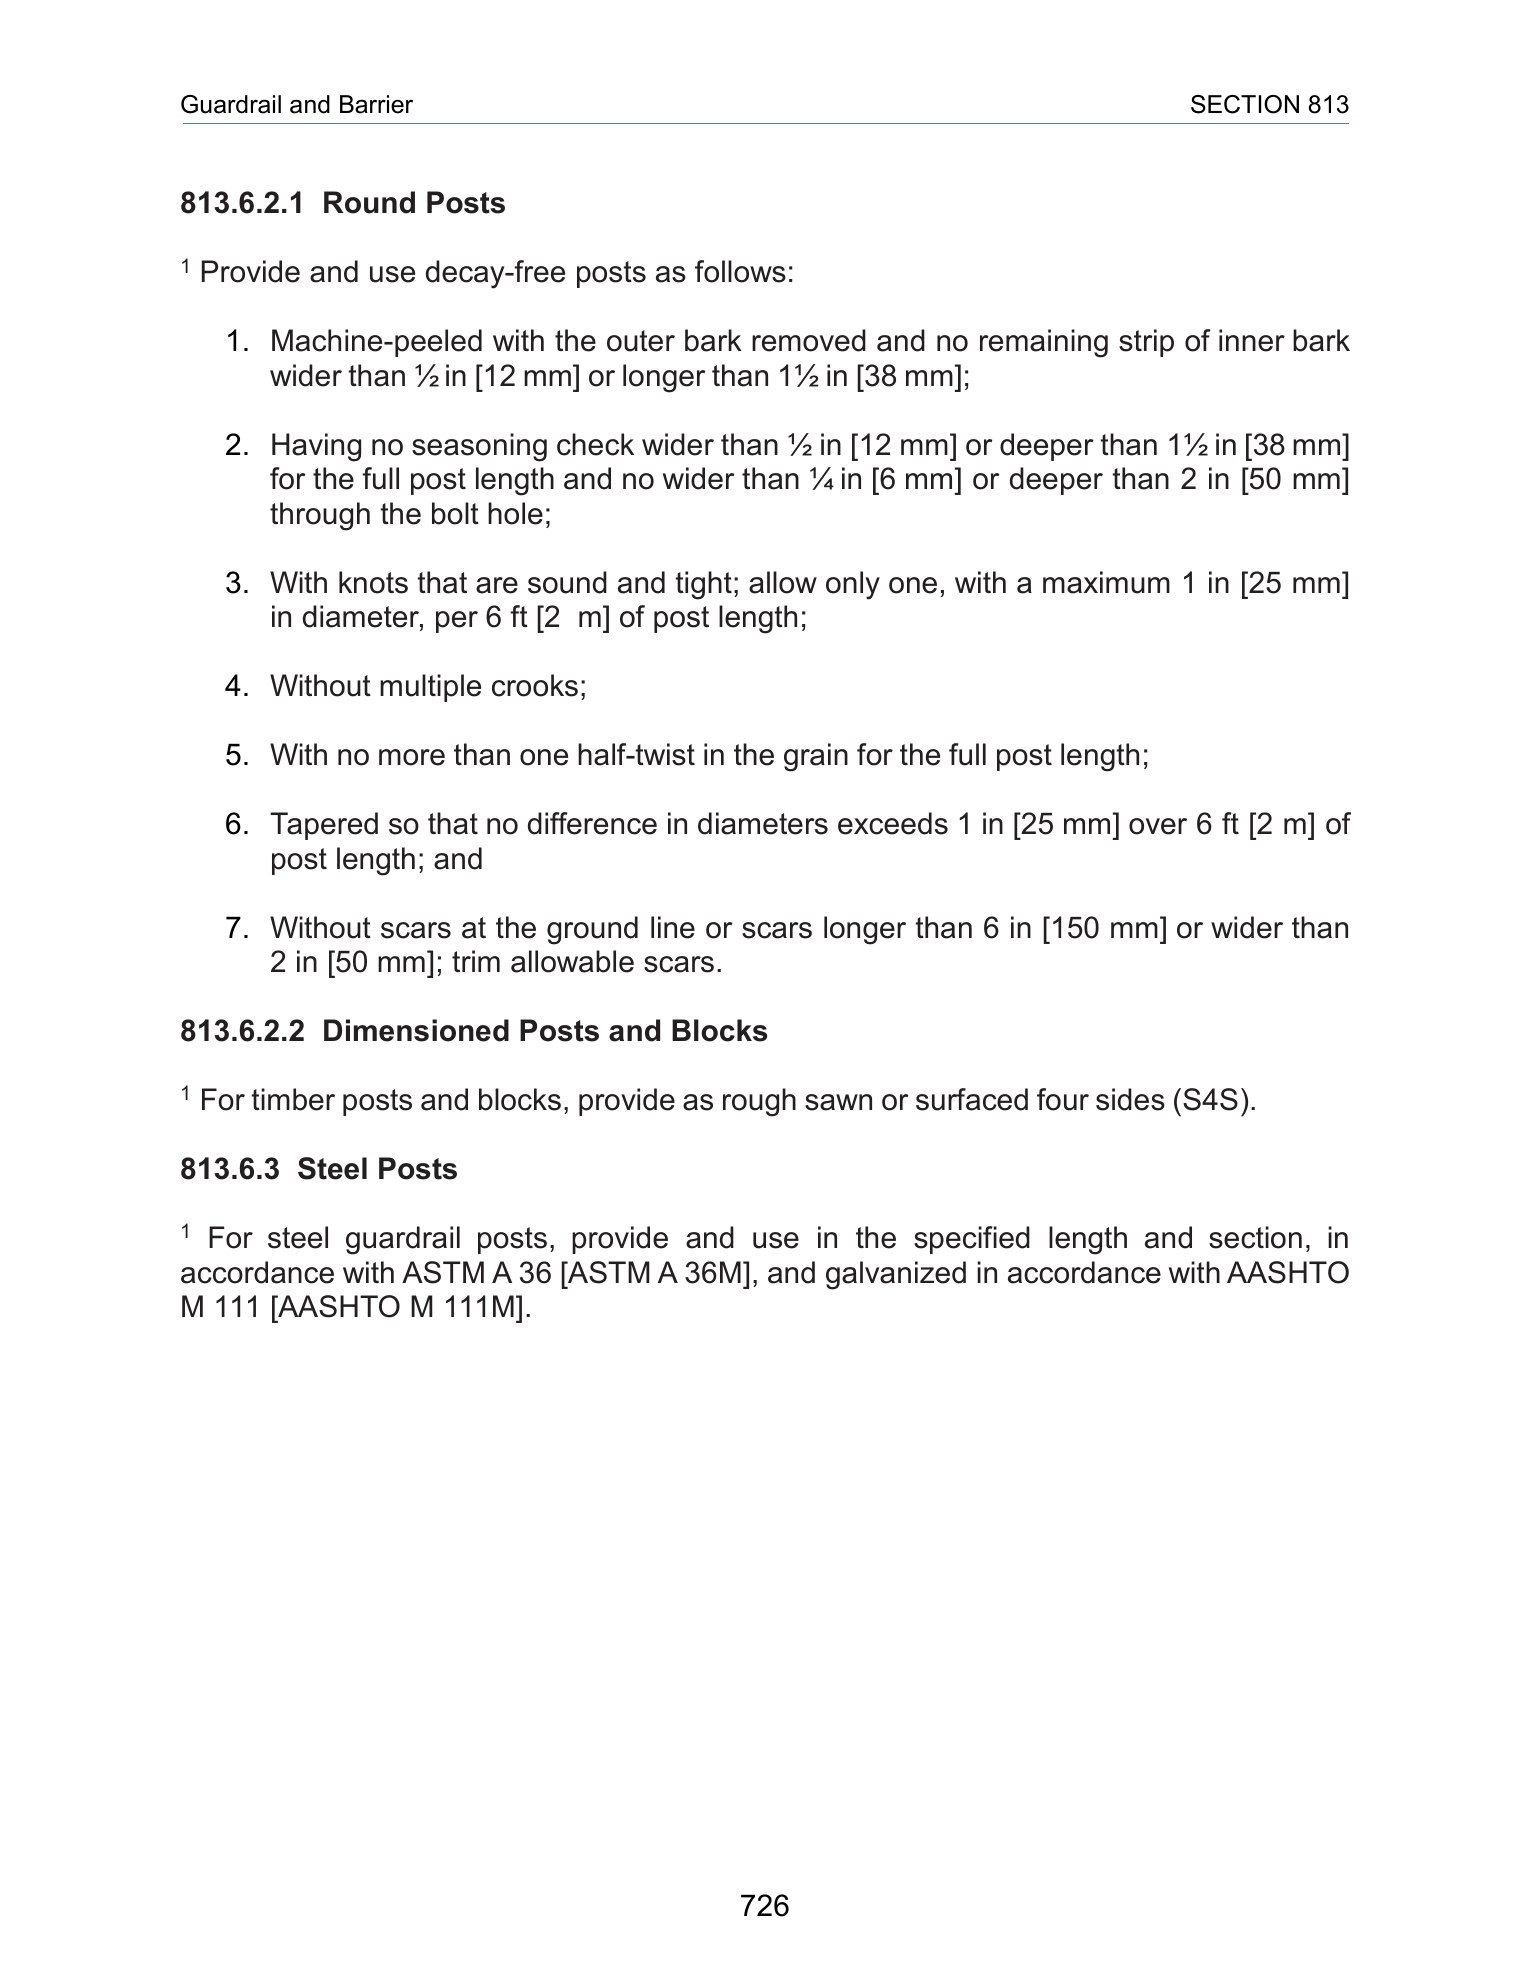 Guardrail and Barrier SECTION 813
813.6.2.1 Round Posts
1 Provide and use decay-free posts as follows:
1. Machine-peeled with the outer bark removed and no remaining strip of inner bark
wider than ½ in [12 mm] or longer than 1½ in [38 mm];
2. Having no seasoning check wider than ½ in [12 mm] or deeper than 1½ in [38 mm]
for the full post length and no wider than ¼ in [6 mm] or deeper than 2 in [50 mm]
through the bolt hole;
3. With knots that are sound and tight; allow only one, with a maximum 1 in [25 mm]
in diameter, per 6 ft [2 m] of post length;
4. Without multiple crooks;
5. With no more than one half-twist in the grain for the full post length;
6. Tapered so that no difference in diameters exceeds 1 in [25 mm] over 6 ft [2 m] of
post length; and
7. Without scars at the ground line or scars longer than 6 in [150 mm] or wider than
2 in [50 mm]; trim allowable scars.
813.6.2.2 Dimensioned Posts and Blocks
1 For timber posts and blocks, provide as rough sawn or surfaced four sides (S4S).
813.6.3 Steel Posts
1 For steel guardrail posts, provide and use in the specified length and section, in
accordance with ASTM A 36 [ASTM A 36M], and galvanized in accordance with AASHTO
M 111 [AASHTO M 111M].
726